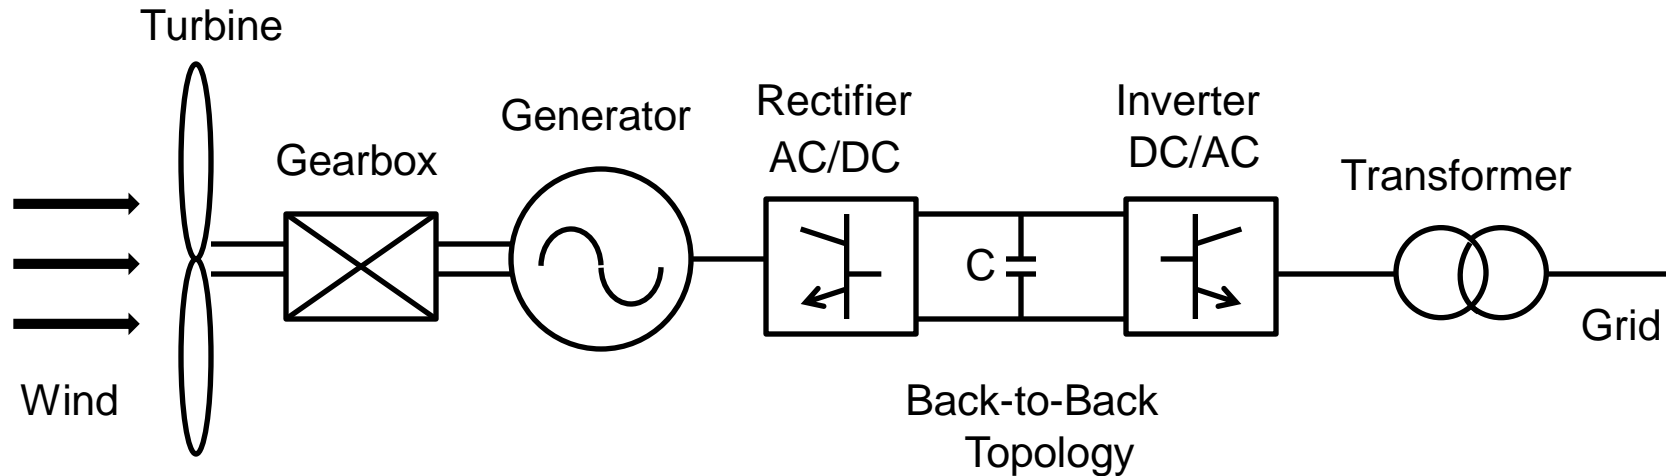 Turbine
Generator
Gearbox
Rectifier
AC/DC
Inverter
DC/AC
Transformer
C
Wind
Grid
Back-to-Back
Topology